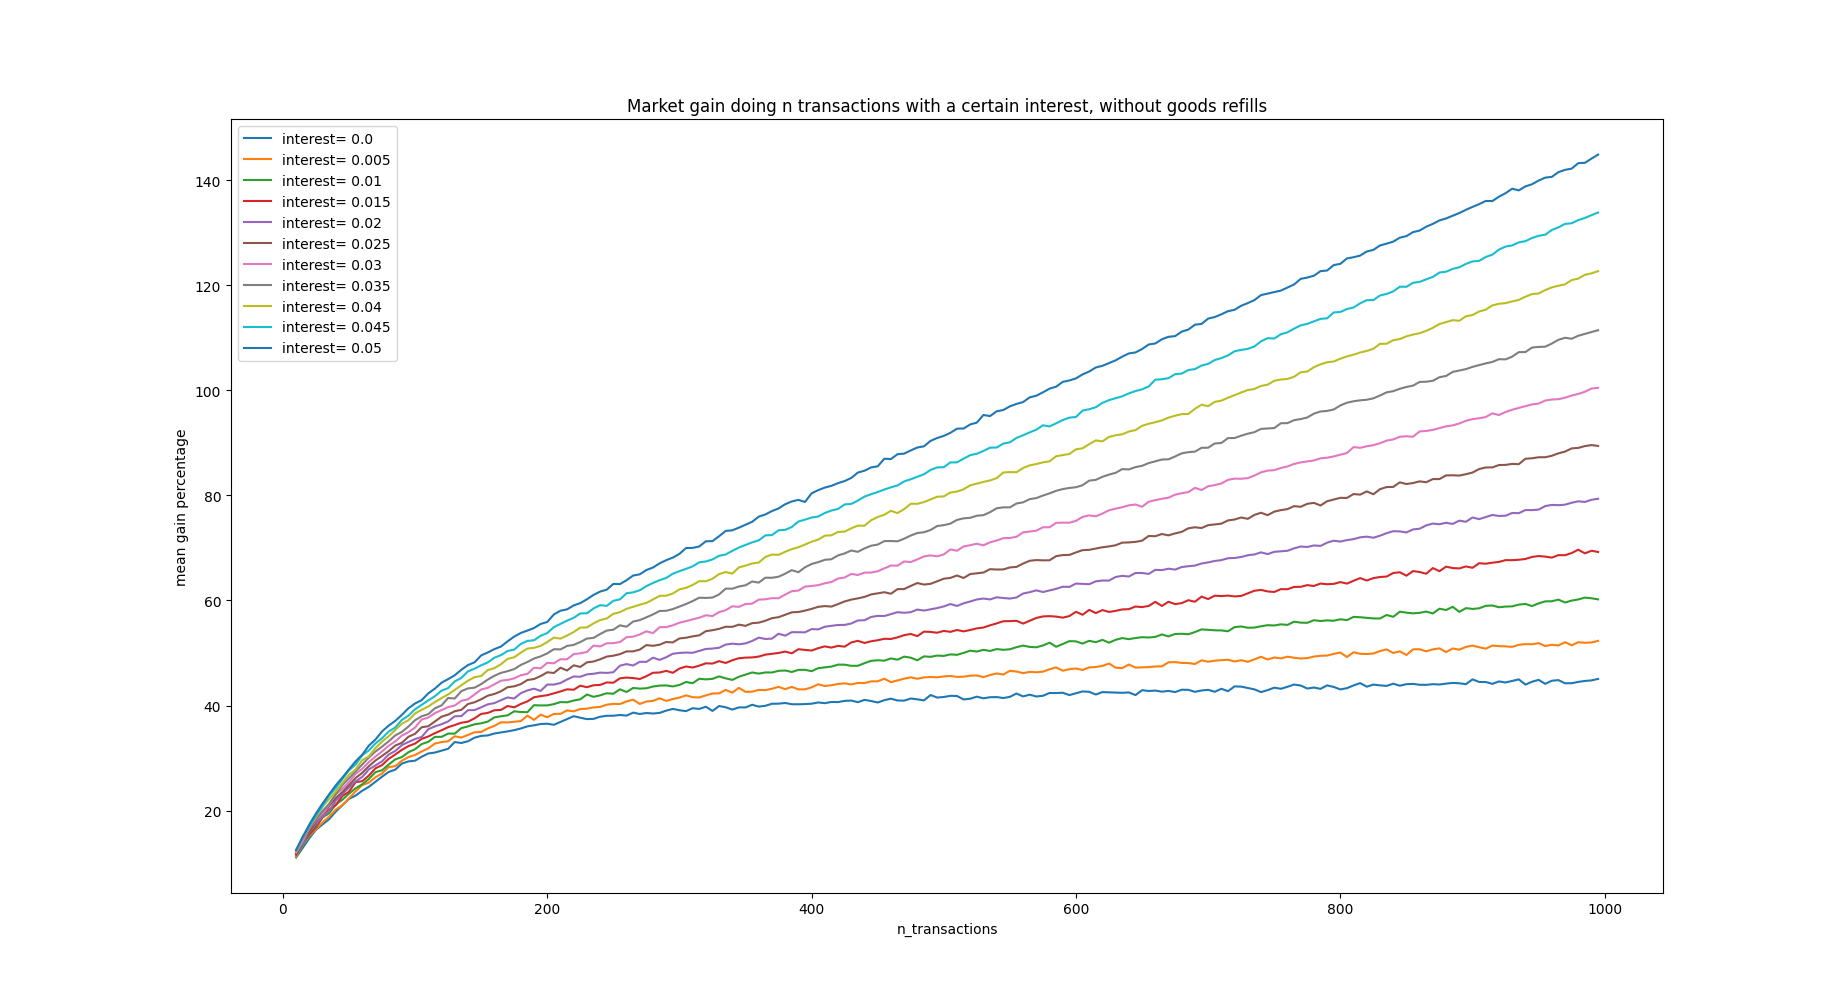 Market gain doing n transactions with a certain interest, without goods refills
interest= 0.0
interest= 0.005
interest= 0.01
interest= 0.015
interest= 0.02
interest= 0.025
interest= 0.03
interest= 0.035
interest= 0.04
interest= 0.045
interest= 0.05
140
120
100
80
60
40
20
mean gain percentage
0
200
400
600
800
1000
n_transactions